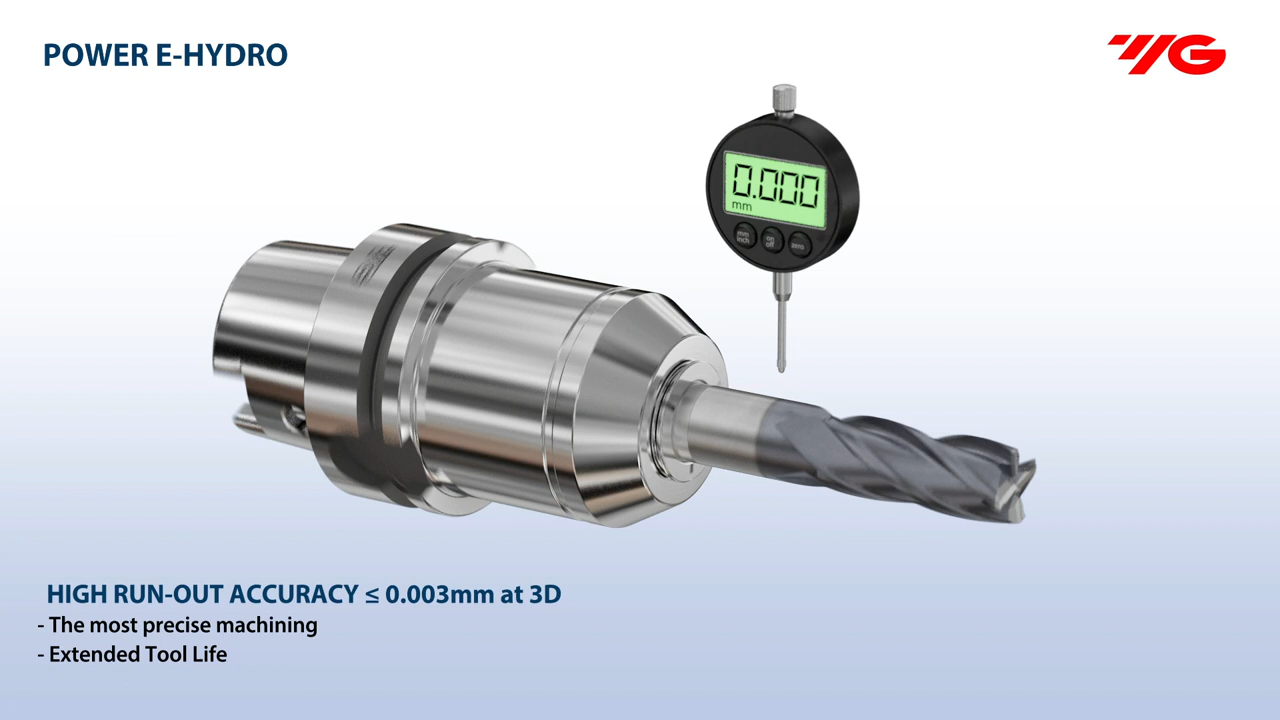 POWER E-HYDRO
YG
0.000
mm
mm
inch
on
off
zero
HIGH RUN-OUT ACCURACY ≤ 0.003mm at 3D
- The most precise machining
- Extended Tool Life